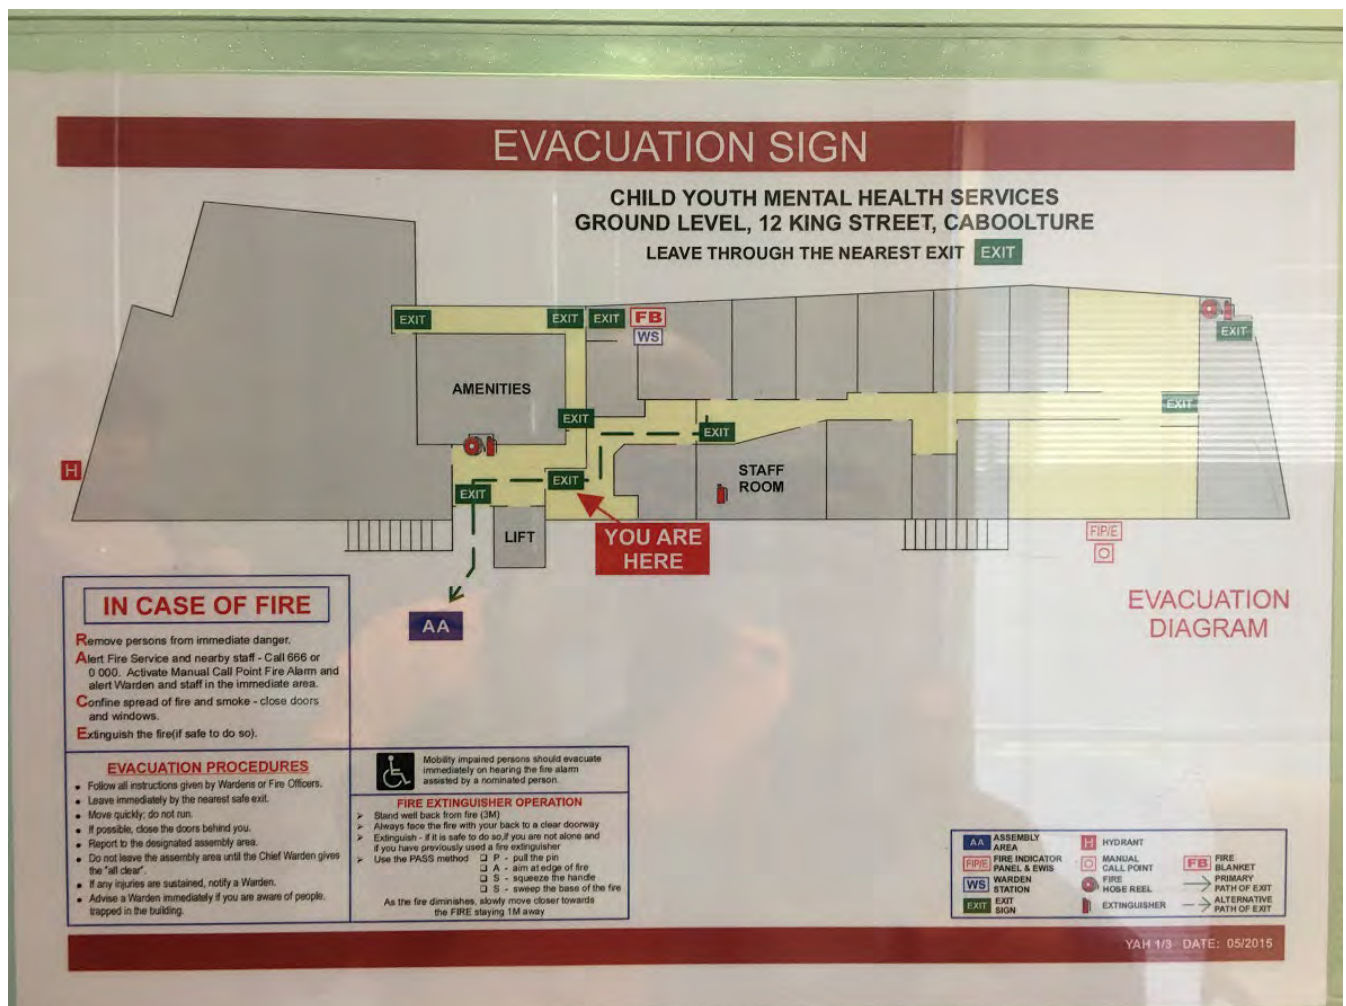 EVACUATION SIGN
CHILD YOUTH MENTAL HEALTH SERVICES
GROUND LEVEL, 12 KING STREET, CABOOLTURE
LEAVE THROUGH THE NEAREST EXIT EXIT
EXIT
EXIT
EXIT
FB
WS
EXIT
AMENITIES
EXIT
EXIT
EXIT
H
STAFF
ROOM
EXIT
EXIT
LIFT
YOU ARE
HERE
FIP/E
AA
EVACUATION
DIAGRAM
IN CASE OF FIRE
Remove persons from immediate danger.
Alert Fire Service and nearby staff - Call 666 or
0 000. Activate Manual Call Point Fire Alarm and
alert Warden and staff in the immediate area.
Confine spread of fire and smoke - close doors
and windows.
Extinguish the fire(if safe to do so).
EVACUATION PROCEDURES
• Follow all instructions given by Wardens or Fire Officers.
• Leave immediately by the nearest safe exit.
• Move quickly; do not run.
• If possible, close the doors behind you.
• Report to the designated assembly area.
• Do not leave the assembly area until the Chief Warden gives
the "all clear".
• If any injuries are sustained, notify a Warden.
• Advise a Warden immediately if you are aware of people.
trapped in the building.
Mobility impaired persons should evacuate
immediately on hearing the fire alarm
assisted by a nominated person.
FIRE EXTINGUISHER OPERATION
➢ Stand well back from fire (3M)
➢ Always face the fire with your back to a clear doorway
➢ Extinguish - if it is safe to do so,if you are not alone and
if you have previously used a fire extinguisher
➢ Use the PASS method ❑ P - pull the pin
❑ A - aim at edge of fire
❑ S - squeeze the handle
❑ S - sweep the base of the fire
As the fire diminishes, slowly move closer towards
the FIRE staying 1M away
AA ASSEMBLY
AREA
FIP/E FIRE INDICATOR
PANEL & EWIS
WS WARDEN
STATION
EXIT EXIT
SIGN
H HYDRANT
MANUAL
CALL POINT
FIRE
HOSE REEL
EXTINGUISHER
FB FIRE
BLANKET
PRIMARY
PATH OF EXIT
ALTERNATIVE
PATH OF EXIT
YAH 1/3 DATE: 05/2015